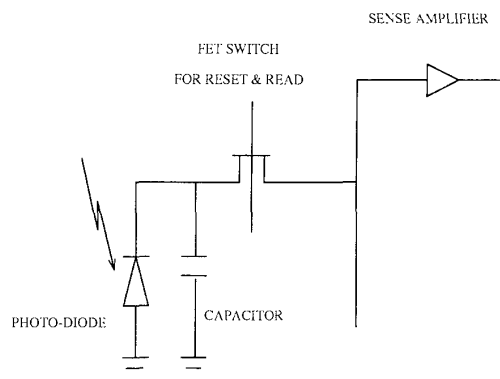 SENSE AMPLIFIER
FET SWITCH
FOR RESET & READ
PHOTO-DIODE
CAPACITOR